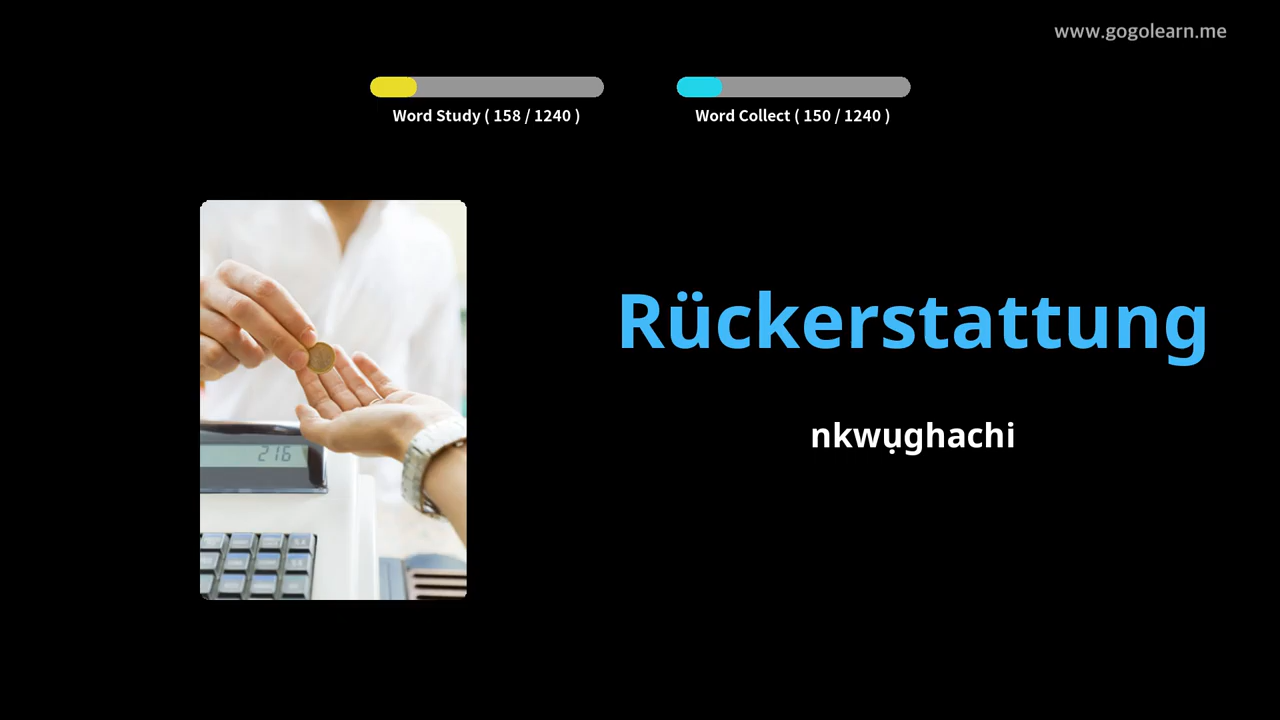 www.gogolearn.me
Word Study ( 158 / 1240 )
Word Collect ( 150 / 1240 )
Rückerstattung
nkwụghachi
216